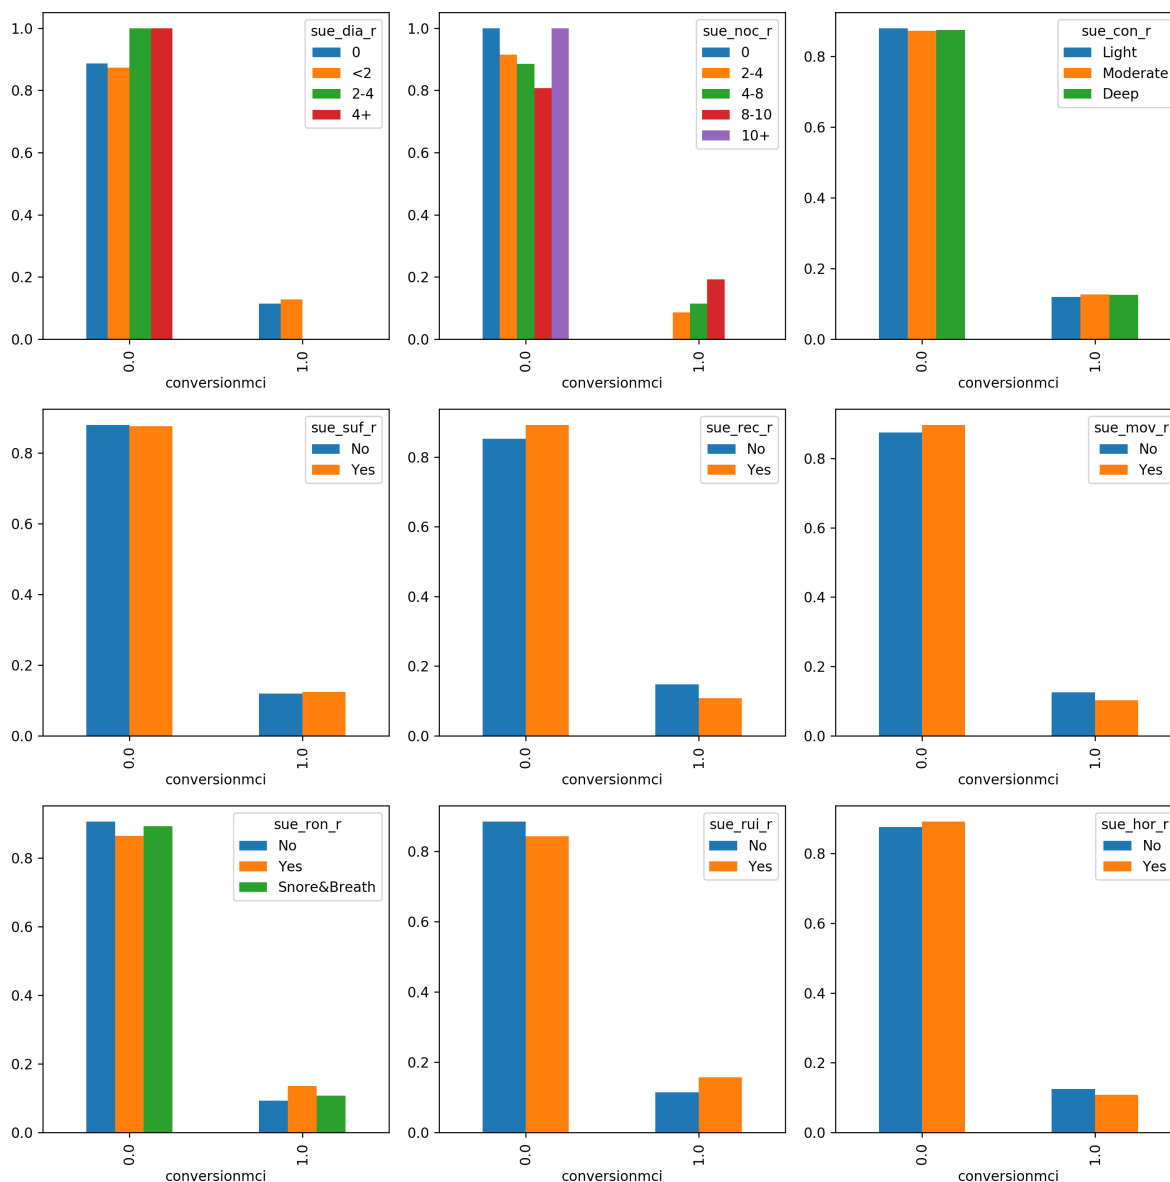 sue_dia_r
0
<2
2-4
4+
1.0
0.8
0.6
0.4
0.2
0.0
0.0
1.0
conversionmci
sue_noc_r
0
2-4
4-8
8-10
10+
1.0
0.8
0.6
0.4
0.2
0.0
0.0
1.0
conversionmci
sue_con_r
Light
Moderate
Deep
0.8
0.6
0.4
0.2
0.0
0.0
1.0
conversionmci
sue_suf_r
No
Yes
0.8
0.6
0.4
0.2
0.0
0.0
1.0
conversionmci
sue_rec_r
No
Yes
0.8
0.6
0.4
0.2
0.0
0.0
1.0
conversionmci
sue_mov_r
No
Yes
0.8
0.6
0.4
0.2
0.0
0.0
1.0
conversionmci
sue_ron_r
No
Yes
Snore&Breath
0.8
0.6
0.4
0.2
0.0
0.0
1.0
conversionmci
sue_rui_r
No
Yes
0.8
0.6
0.4
0.2
0.0
0.0
1.0
conversionmci
sue_hor_r
No
Yes
0.8
0.6
0.4
0.2
0.0
0.0
1.0
conversionmci